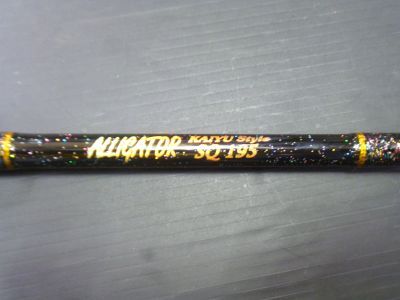 ALLIGATOR KAIYU Style
SQ 195